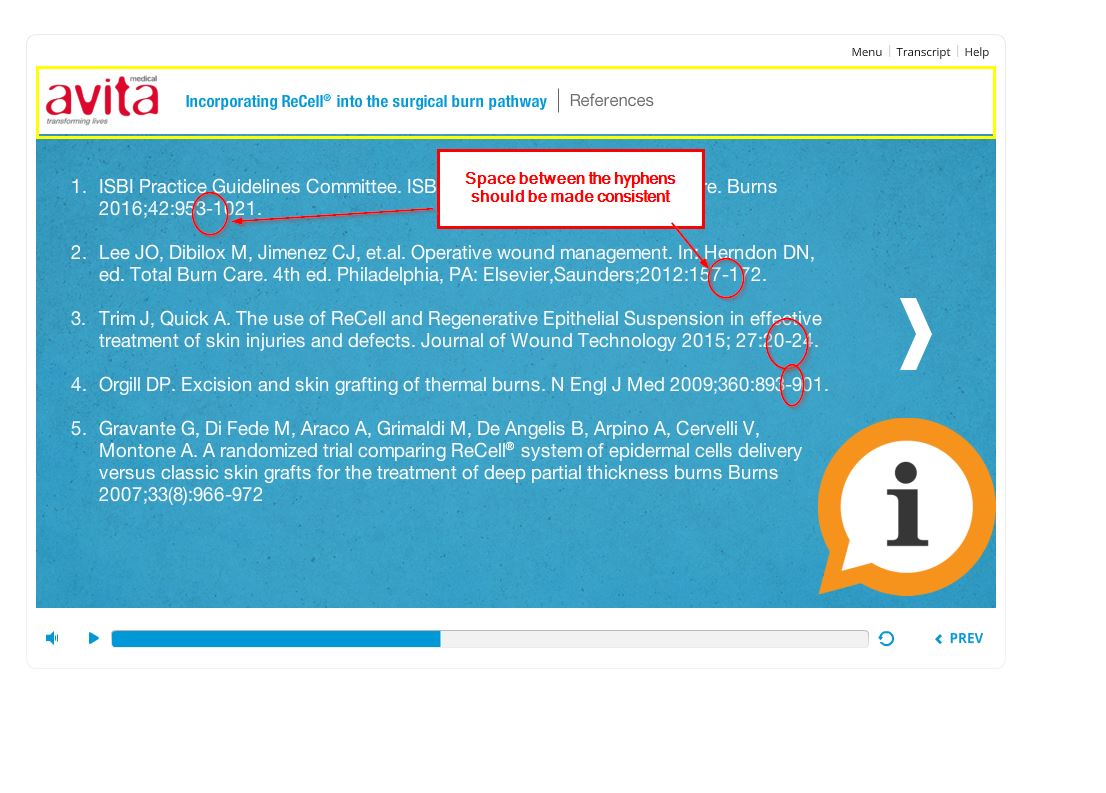 Menu Transcript Help
medical
avita
transforming lives
Incorporating ReCell® into the surgical burn pathway References
Space between the hyphens
should be made consistent
1. ISBI Practice Guidelines Committee. ISB re. Burns
2016;42:953-1021.
2. Lee JO, Dibilox M, Jimenez CJ, et.al. Operative wound management. In: Herndon DN,
ed. Total Burn Care. 4th ed. Philadelphia, PA: Elsevier,Saunders;2012:157-172.
3. Trim J, Quick A. The use of ReCell and Regenerative Epithelial Suspension in effective
treatment of skin injuries and defects. Journal of Wound Technology 2015; 27:20-24.
4. Orgill DP. Excision and skin grafting of thermal burns. N Engl J Med 2009;360:893-901.
5. Gravante G, Di Fede M, Araco A, Grimaldi M, De Angelis B, Arpino A, Cervelli V,
Montone A. A randomized trial comparing ReCell® system of epidermal cells delivery
versus classic skin grafts for the treatment of deep partial thickness burns Burns
2007;33(8):966-972
i
PREV